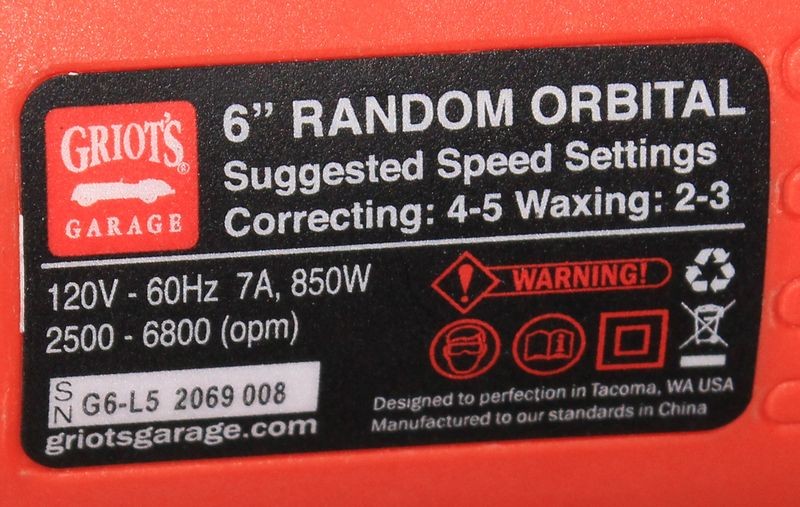 GRIOT'S®
GARAGE
6” RANDOM ORBITAL
Suggested Speed Settings
Correcting: 4-5 Waxing: 2-3
120V - 60Hz 7A, 850W
2500 - 6800 (opm)
WARNING!
SN G6-L5 2069 008
griotsgarage.com
Designed to perfection in Tacoma, WA USA
Manufactured to our standards in China